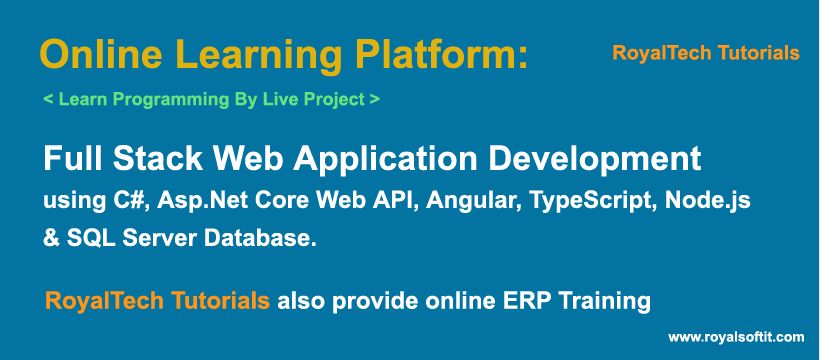 Online Learning Platform:
RoyalTech Tutorials
< Learn Programming By Live Project >
Full Stack Web Application Development
using C#, Asp.Net Core Web API, Angular, TypeScript, Node.js
& SQL Server Database.
RoyalTech Tutorials also provide online ERP Training
www.royalsoftit.com